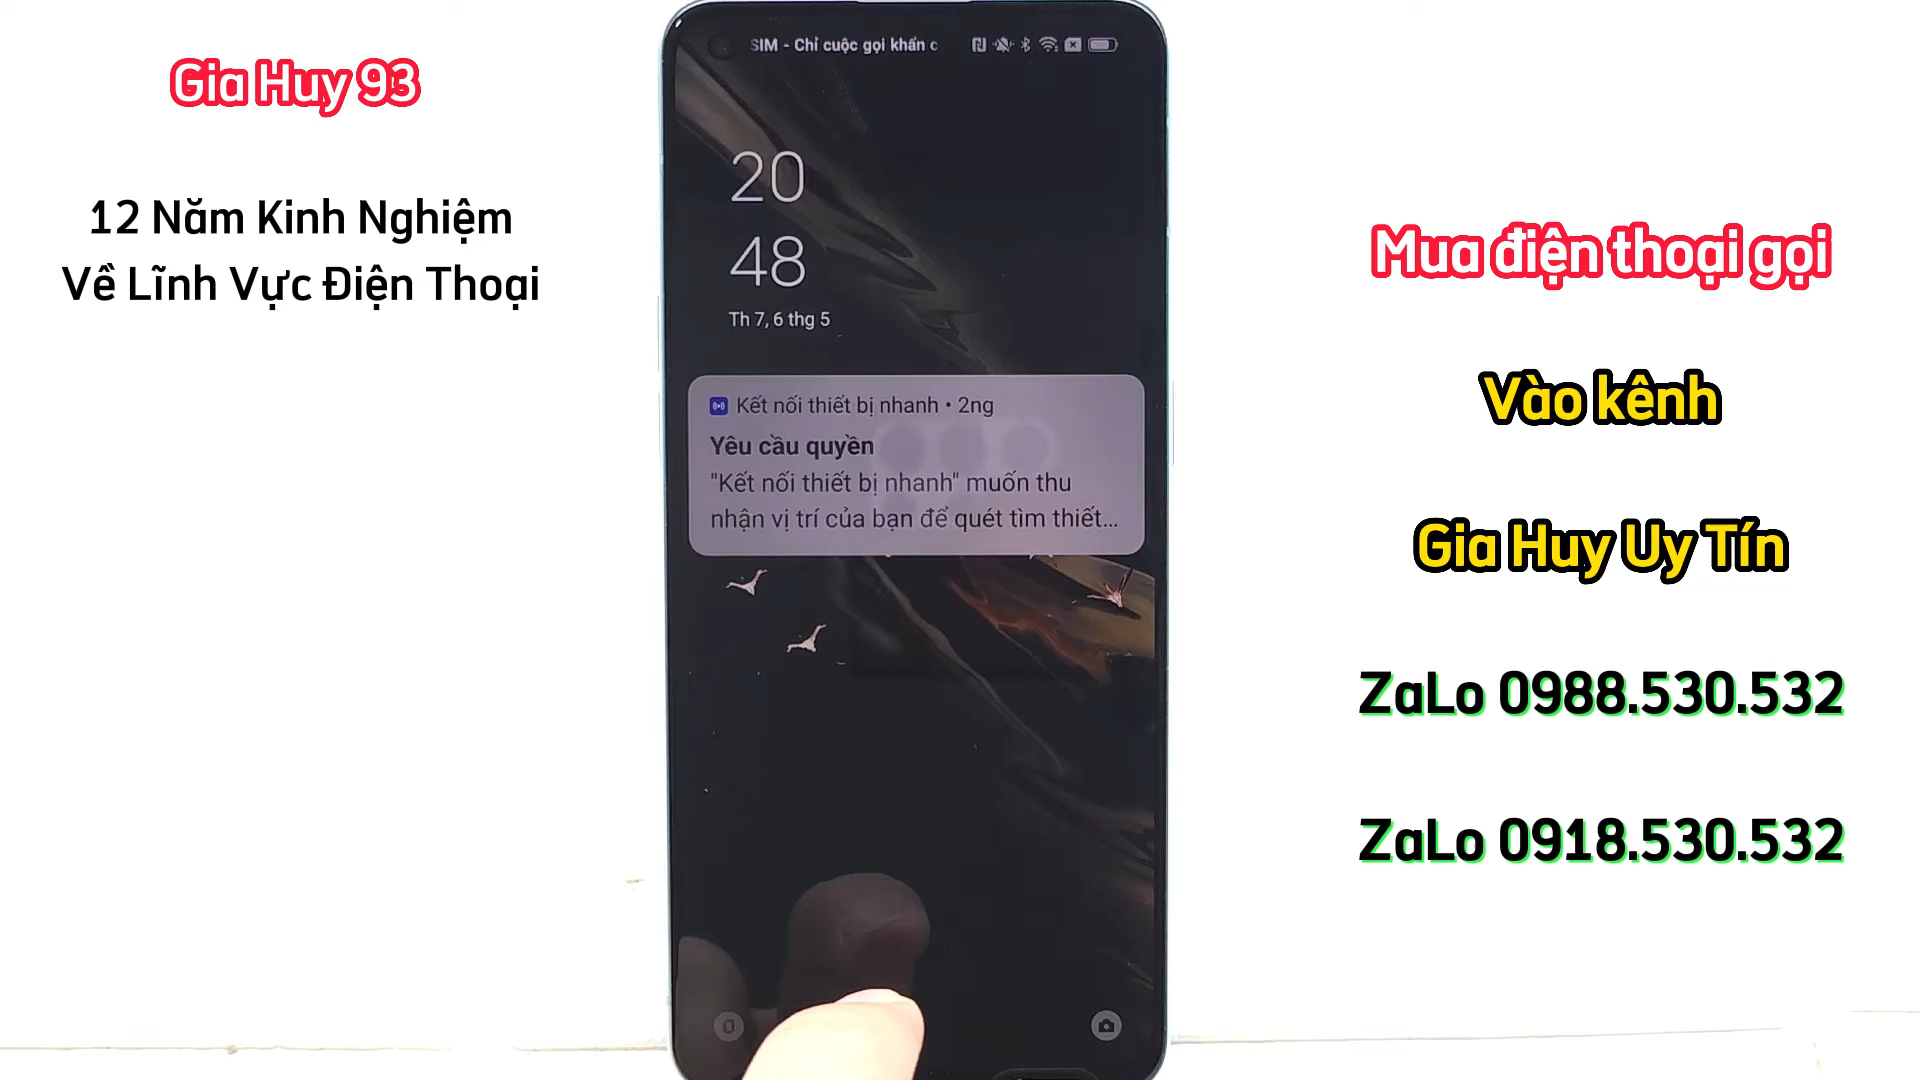 Gia Huy 93
12 Năm Kinh Nghiệm
Về Lĩnh Vực Điện Thoại
SIM - Chỉ cuộc gọi khẩn c
20
48
Th 7, 6 thg 5
Kết nối thiết bị nhanh • 2ng
Yêu cầu quyền
"Kết nối thiết bị nhanh" muốn thu
nhận vị trí của bạn để quét tìm thiết...
Mua điện thoại gọi
Vào kênh
Gia Huy Uy Tín
ZaLo 0988.530.532
ZaLo 0918.530.532